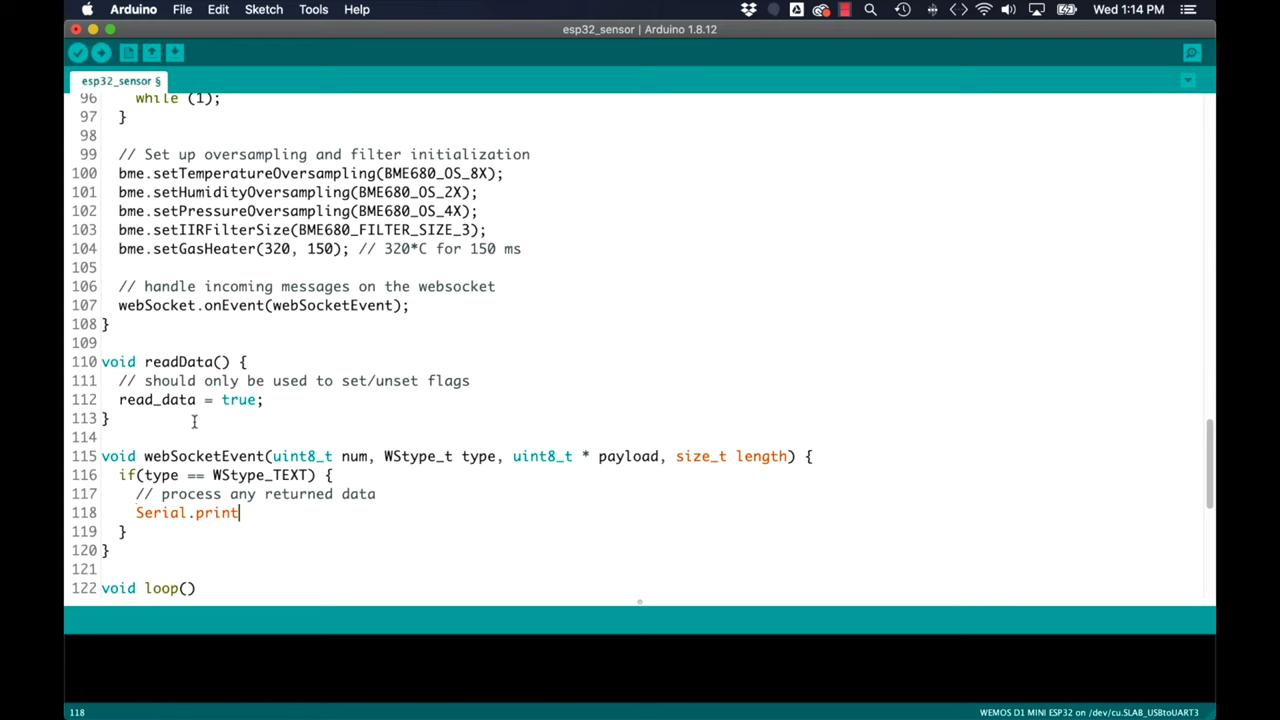 Arduino File Edit Sketch Tools Help Wed 1:14 PM
esp32_sensor | Arduino 1.8.12
esp32_sensor §
96 while (1);
97 }
98
99 // Set up oversampling and filter initialization
100 bme.setTemperatureOversampling(BME680_OS_8X);
101 bme.setHumidityOversampling(BME680_OS_2X);
102 bme.setPressureOversampling(BME680_OS_4X);
103 bme.setIIRFilterSize(BME680_FILTER_SIZE_3);
104 bme.setGasHeater(320, 150); // 320*C for 150 ms
105
106 // handle incoming messages on the websocket
107 webSocket.onEvent(webSocketEvent);
108 }
109
110 void readData() {
111 // should only be used to set/unset flags
112 read_data = true;
113 }
114
115 void webSocketEvent(uint8_t num, WStype_t type, uint8_t * payload, size_t length) {
116 if(type == WStype_TEXT) {
117 // process any returned data
118 Serial.print
119 }
120 }
121
122 void loop()
118 WEMOS D1 MINI ESP32 on /dev/cu.SLAB_USBtoUART3